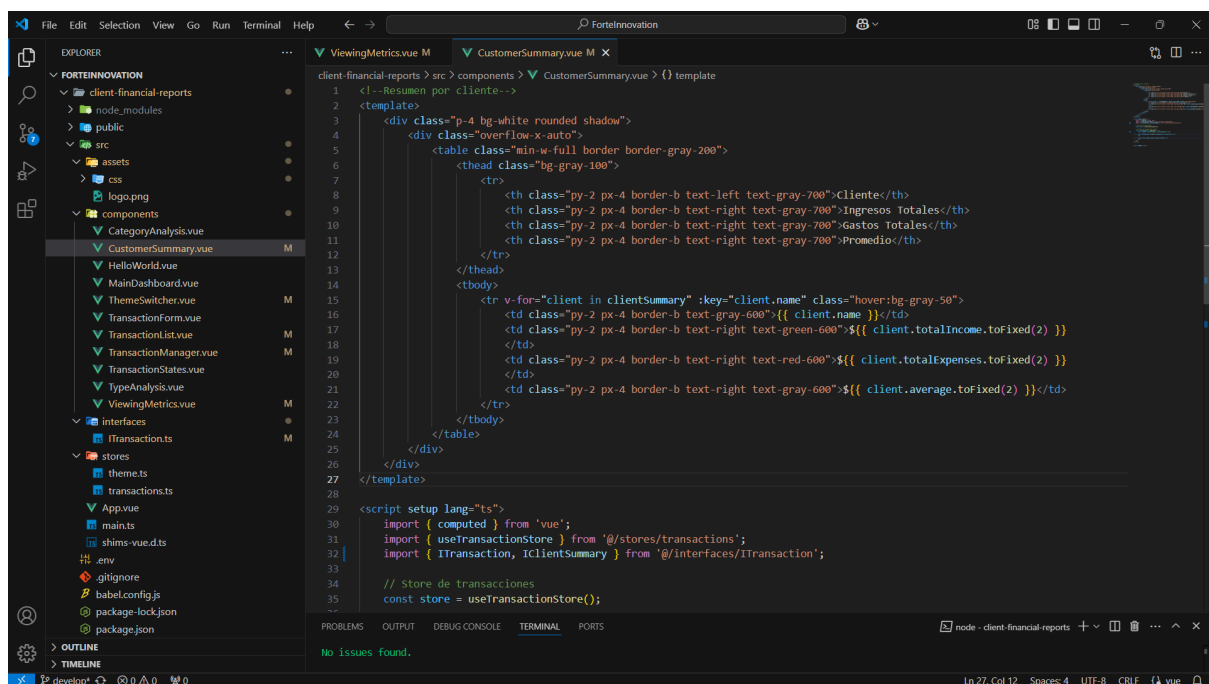 File Edit Selection View Go Run Terminal Help
ForteInnovation
EXPLORER
FORTEINNOVATION
client-financial-reports
node_modules
public
src
assets
css
logo.png
components
CategoryAnalysis.vue
CustomerSummary.vue M
HelloWorld.vue
MainDashboard.vue
ThemeSwitcher.vue M
TransactionForm.vue
TransactionList.vue M
TransactionManager.vue M
TransactionStates.vue
TypeAnalysis.vue
ViewingMetrics.vue M
interfaces
ITransaction.ts M
stores
theme.ts
transactions.ts
App.vue
main.ts
shims-vue.d.ts
.env
.gitignore
babel.config.js
package-lock.json
package.json
OUTLINE
TIMELINE
7
ViewingMetrics.vue M CustomerSummary.vue M
client-financial-reports > src > components > CustomerSummary.vue > {} template
1 <!--Resumen por cliente-->
2 <template>
3 <div class="p-4 bg-white rounded shadow">
4 <div class="overflow-x-auto">
5 <table class="min-w-full border border-gray-200">
6 <thead class="bg-gray-100">
7 <tr>
8 <th class="py-2 px-4 border-b text-left text-gray-700">Cliente</th>
9 <th class="py-2 px-4 border-b text-right text-gray-700">Ingresos Totales</th>
10 <th class="py-2 px-4 border-b text-right text-gray-700">Gastos Totales</th>
11 <th class="py-2 px-4 border-b text-right text-gray-700">Promedio</th>
12 </tr>
13 </thead>
14 <tbody>
15 <tr v-for="client in clientSummary" :key="client.name" class="hover:bg-gray-50">
16 <td class="py-2 px-4 border-b text-gray-600">{{ client.name }}</td>
17 <td class="py-2 px-4 border-b text-right text-green-600">${{ client.totalIncome.toFixed(2) }}
18 </td>
19 <td class="py-2 px-4 border-b text-right text-red-600">${{ client.totalExpenses.toFixed(2) }}
20 </td>
21 <td class="py-2 px-4 border-b text-right text-gray-600">${{ client.average.toFixed(2) }}</td>
22 </tr>
23 </tbody>
24 </table>
25 </div>
26 </div>
27 </template>
28
29 <script setup lang="ts">
30 import { computed } from 'vue';
31 import { useTransactionStore } from '@/stores/transactions';
32 import { ITransaction, IClientSummary } from '@/interfaces/ITransaction';
33
34 // Store de transacciones
35 const store = useTransactionStore();
PROBLEMS OUTPUT DEBUG CONSOLE TERMINAL PORTS
node - client-financial-reports
No issues found.
develop* 0 0 0 Ln 27, Col 12 Spaces: 4 UTF-8 CRLF vue